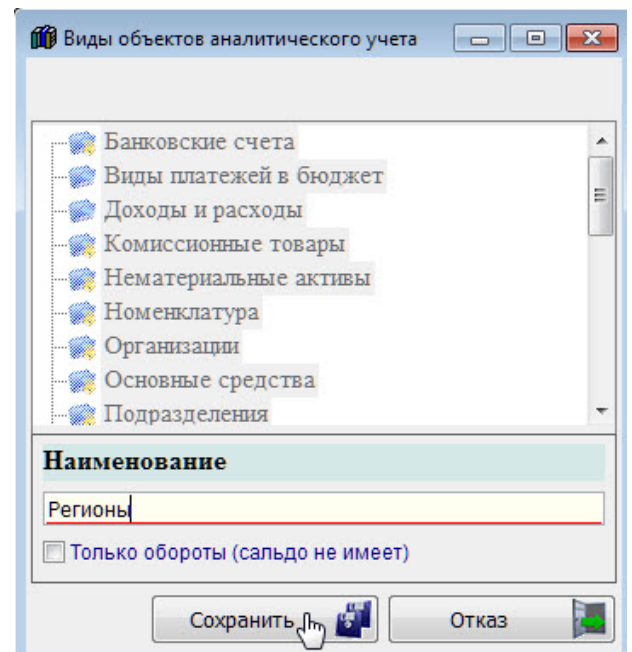 Виды объектов аналитического учета
Банковские счета
Виды платежей в бюджет
Доходы и расходы
Комиссионные товары
Нематериальные активы
Номенклатура
Организации
Основные средства
Подразделения
Наименование
Регионы
Только обороты (сальдо не имеет)
Сохранить Отказ